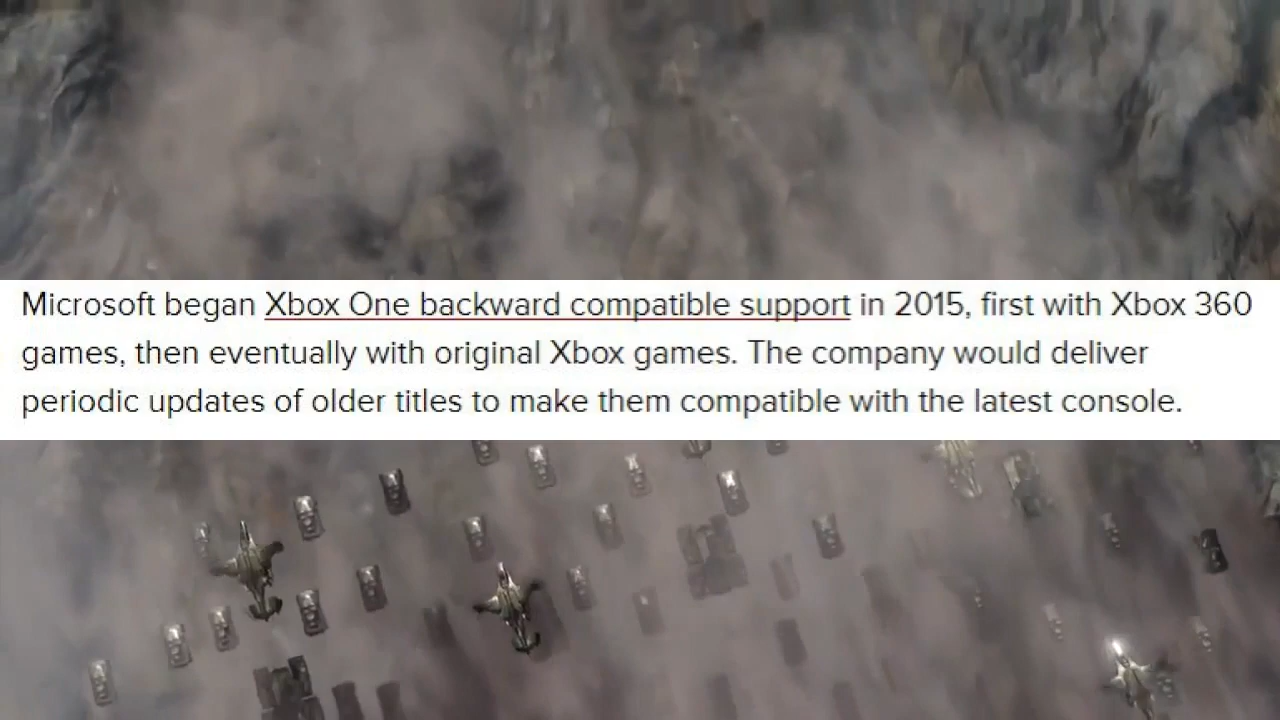 Microsoft began Xbox One backward compatible support in 2015, first with Xbox 360
games, then eventually with original Xbox games. The company would deliver
periodic updates of older titles to make them compatible with the latest console.